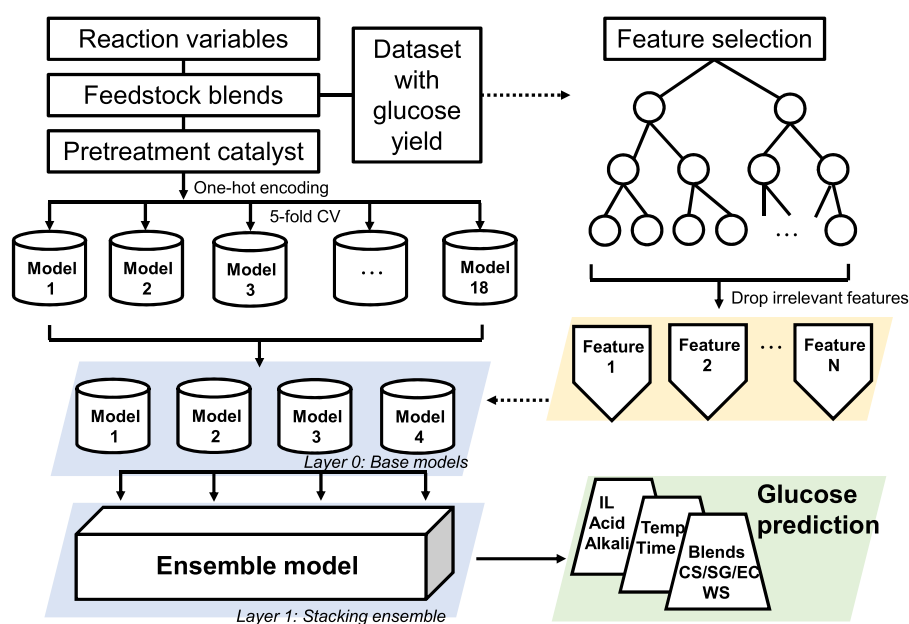 Reaction variables
Feedstock blends
Pretreatment catalyst
Dataset
with
glucose
yield
Feature selection
One-hot encoding
5-fold CV
Model
1
Model
2
Model
3
...
Model
18
...
Drop irrelevant features
Feature
1
Feature
2
...
Feature
N
Model
1
Model
2
Model
3
Model
4
Layer 0: Base models
Ensemble model
Layer 1: Stacking ensemble
Glucose
prediction
IL
Acid
Alkali
Temp
Time
Blends
CS/SG/EC
WS